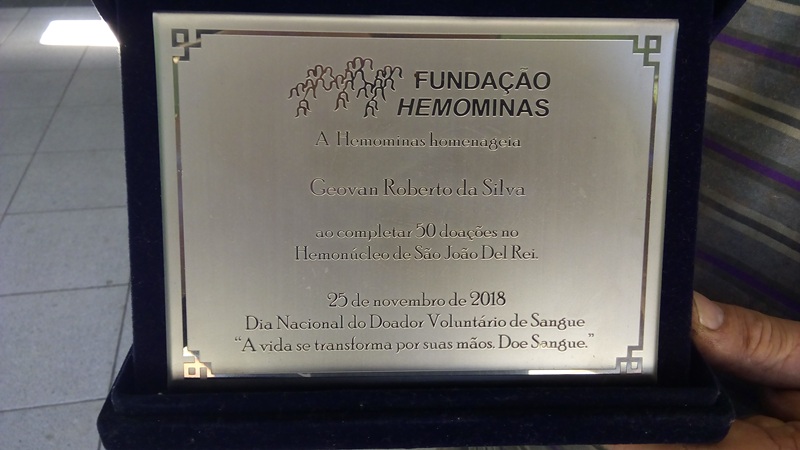 FUNDAÇÃO
HEMOMINAS
A Hemominas homenageia
Geovan Roberto da Silva
ao completar 50 doações no
Hemonúcleo de São João Del Rei.
25 de novembro de 2018
Dia Nacional do Doador Voluntário de Sangue
“A vida se transforma por suas mãos. Doe Sangue.”